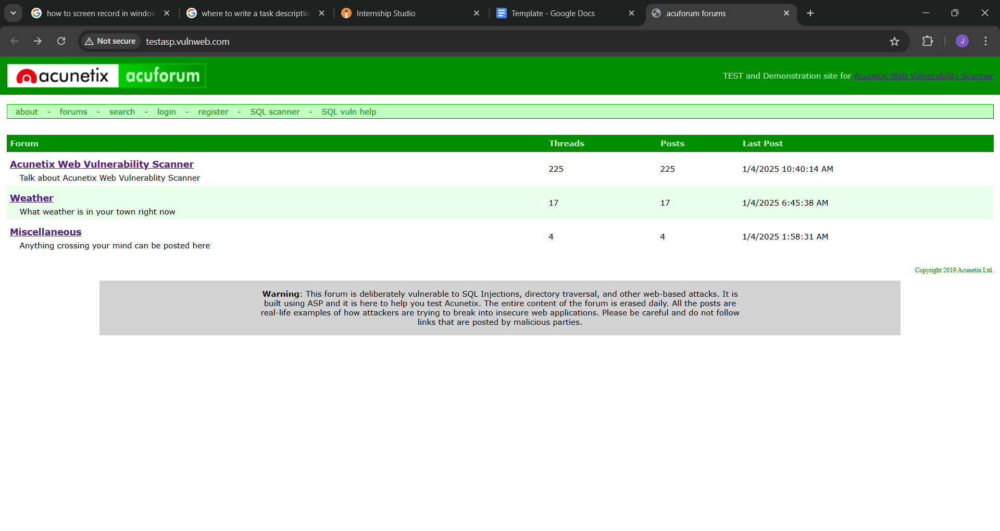 how to screen record in window
where to write a task descriptio
Internship Studio
Template - Google Docs
acuforum forums
Not secure
testasp.vulnweb.com
J
acunetix acuforum
TEST and Demonstration site for Acunetix Web Vulnerability Scanner
about - forums - search - login - register - SQL scanner - SQL vuln help
Forum Threads Posts Last Post
Acunetix Web Vulnerability Scanner
Talk about Acunetix Web Vulnerablity Scanner
225 225 1/4/2025 10:40:14 AM
Weather
What weather is in your town right now
17 17 1/4/2025 6:45:38 AM
Miscellaneous
Anything crossing your mind can be posted here
4 4 1/4/2025 1:58:31 AM
Copyright 2019 Acunetix Ltd.
Warning: This forum is deliberately vulnerable to SQL Injections, directory traversal, and other web-based attacks. It is
built using ASP and it is here to help you test Acunetix. The entire content of the forum is erased daily. All the posts are
real-life examples of how attackers are trying to break into insecure web applications. Please be careful and do not follow
links that are posted by malicious parties.